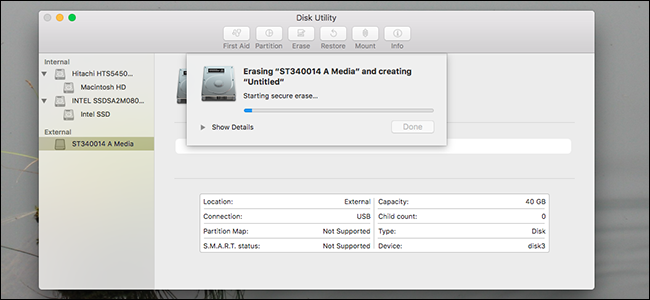 Disk Utility
First Aid Partition Erase Restore Mount Info
Internal
Hitachi HTS5450...
Macintosh HD
INTEL SSDSA2M080...
Intel SSD
External
ST340014 A Media
Erasing “ST340014 A Media” and creating
“Untitled”
Starting secure erase...
Show Details
Done
Location: External
Connection: USB
Partition Map: Not Supported
S.M.A.R.T. status: Not Supported
Capacity: 40 GB
Child count: 0
Type: Disk
Device: disk3